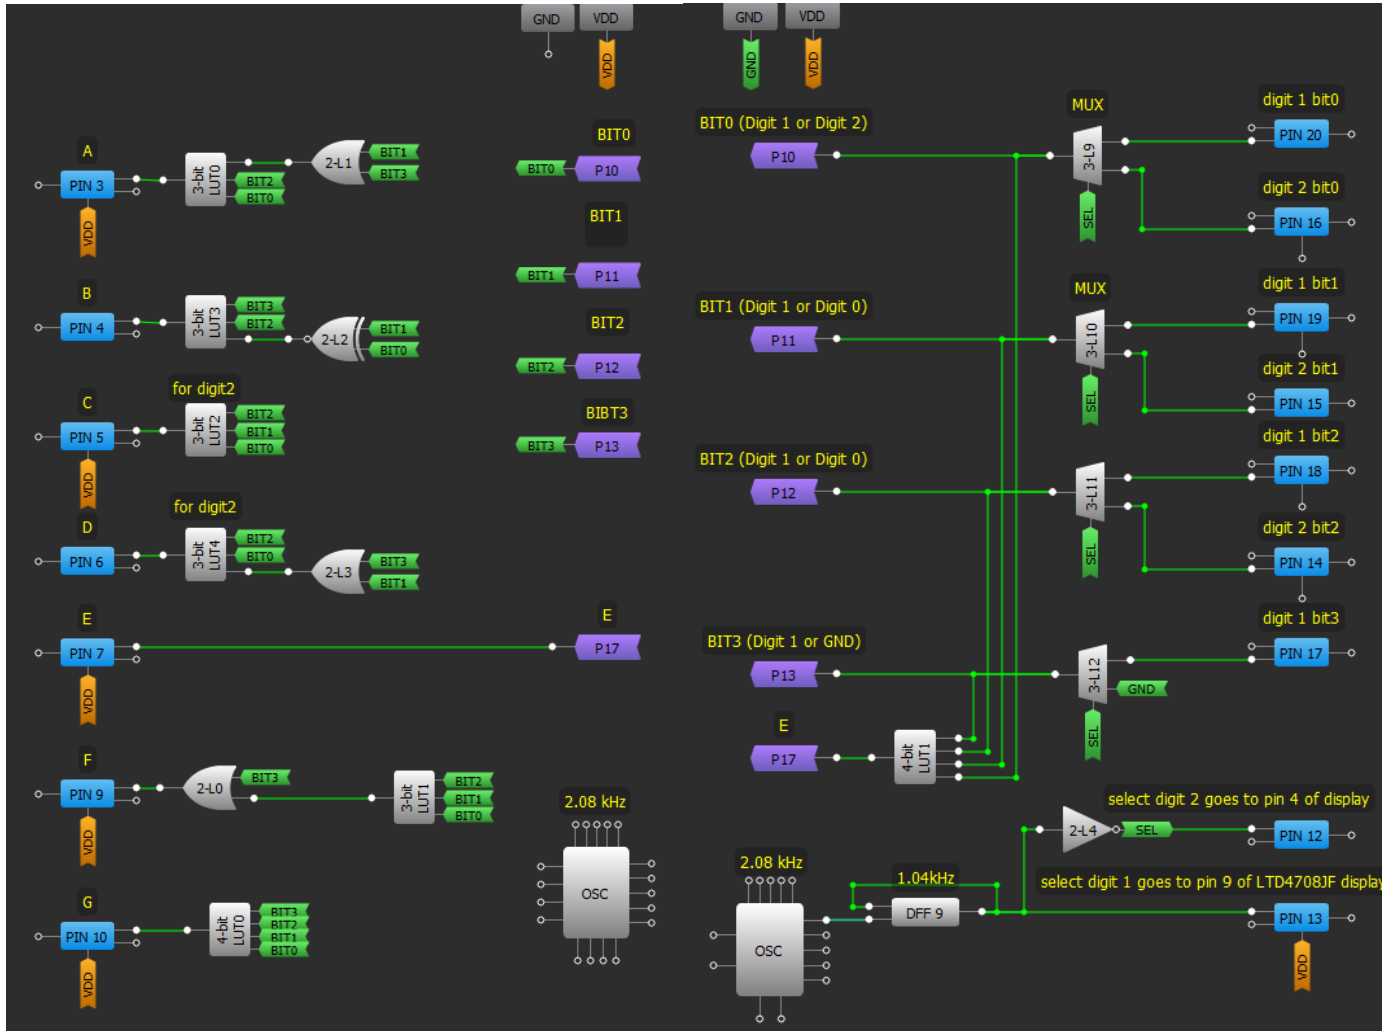 GND
VDD
GND
VDD
VDD
GND
VDD
A
PIN 3
VDD
3-bit LUT0
2-L1
BIT1
BIT3
BIT2
BIT0
B
PIN 4
3-bit LUT3
BIT3
BIT2
2-L2
BIT1
BIT0
for digit2
C
PIN 5
VDD
3-bit LUT2
BIT2
BIT1
BIT0
for digit2
D
PIN 6
3-bit LUT4
BIT2
BIT0
2-L3
BIT3
BIT1
E
PIN 7
VDD
E
P17
F
PIN 9
VDD
2-L0
BIT3
3-bit LUT1
BIT2
BIT1
BIT0
G
PIN 10
VDD
4-bit LUT0
BIT3
BIT2
BIT1
BIT0
BIT0
BIT0
P10
BIT1
BIT1
P11
BIT2
BIT2
P12
BIBT3
BIT3
P13
2.08 kHz
OSC
BIT0 (Digit 1 or Digit 2)
P10
MUX
3-L9
SEL
digit 1 bit0
PIN 20
digit 2 bit0
PIN 16
BIT1 (Digit 1 or Digit 0)
P11
MUX
3-L10
SEL
digit 1 bit1
PIN 19
digit 2 bit1
PIN 15
BIT2 (Digit 1 or Digit 0)
P12
3-L11
SEL
digit 1 bit2
PIN 18
digit 2 bit2
PIN 14
BIT3 (Digit 1 or GND)
P13
3-L12
GND
SEL
digit 1 bit3
PIN 17
E
P17
4-bit LUT1
select digit 2 goes to pin 4 of display
2-L4
SEL
PIN 12
2.08 kHz
OSC
1.04kHz
DFF 9
select digit 1 goes to pin 9 of LTD4708JF display
PIN 13
VDD